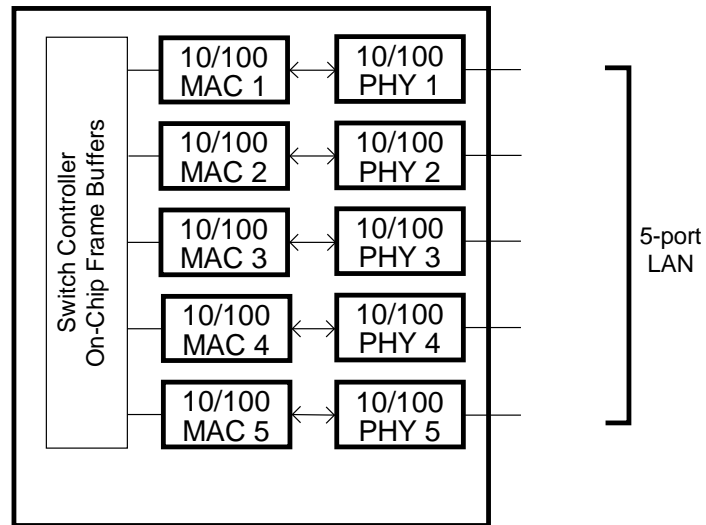 Switch Controller
On-Chip Frame Buffers
10/100
MAC 1
10/100
PHY 1
10/100
MAC 2
10/100
PHY 2
10/100
MAC 3
10/100
PHY 3
10/100
MAC 4
10/100
PHY 4
10/100
MAC 5
10/100
PHY 5
5-port
LAN